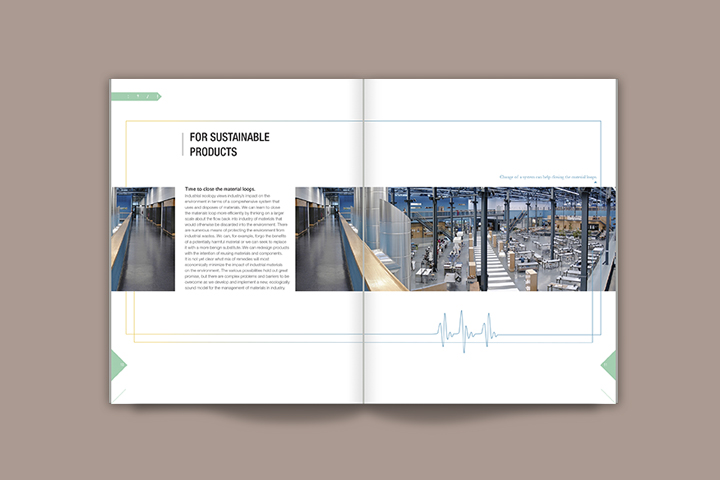 FOR SUSTAINABLE
PRODUCTS
Change of a system can help closing the material loops.
Time to close the material loops.
Industrial ecology views industry's impact on the
environment in terms of a comprehensive system that
uses and disposes of materials. We can learn to close
the materials loop more efficiently by thinking on a larger
scale about the flow back into industry of materials that
would otherwise be discarded into the environment. There
are numerous means of protecting the environment from
industrial wastes. We can, for example, forgo the benefits
of a potentially harmful material or we can seek to replace
it with a more benign substitute. We can redesign products
with the intention of reusing materials and components.
It is not yet clear what mix of remedies will most
economically minimize the impact of industrial materials
on the environment. The various possibilities hold out great
promise, but there are complex problems and barriers to be
overcome as we develop and implement a new, ecologically
sound model for the management of materials in industry.